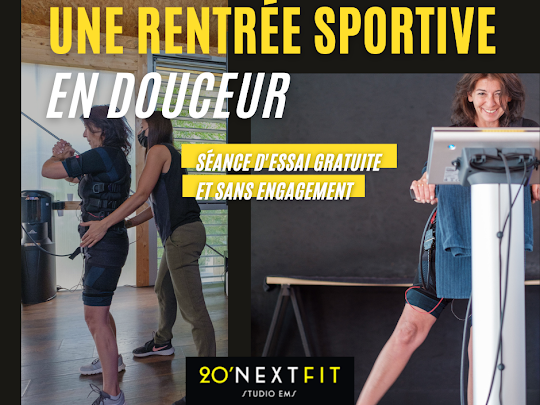 UNE RENTRÉE SPORTIVE
EN DOUCEUR
SÉANCE D'ESSAI GRATUITE
ET SANS ENGAGEMENT
20'NEXTFIT
STUDIO EMS